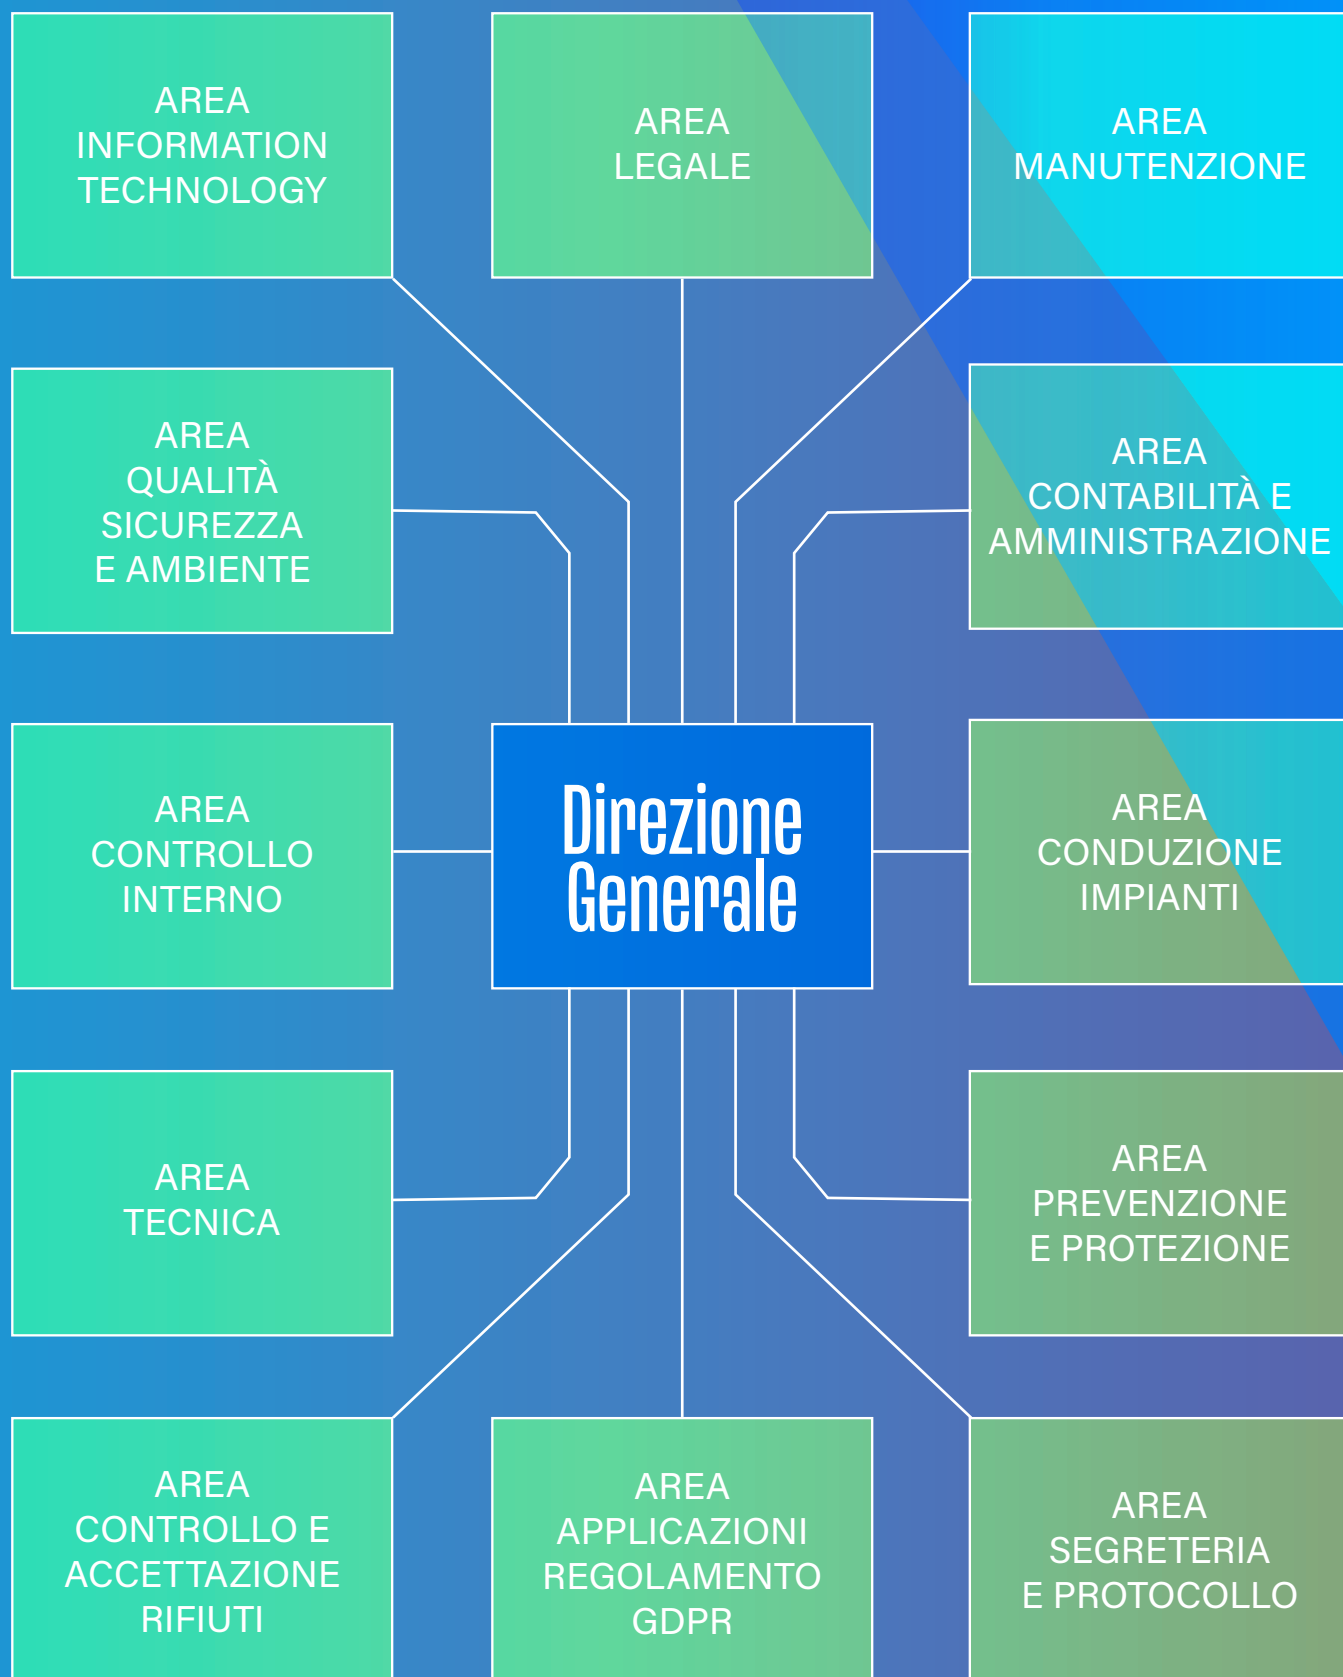 AREA
INFORMATION
TECHNOLOGY
AREA
LEGALE
AREA
MANUTENZIONE
AREA
QUALITÀ
SICUREZZA
E AMBIENTE
AREA
CONTABILITÀ E
AMMINISTRAZIONE
AREA
CONTROLLO
INTERNO
Direzione
Generale
AREA
CONDUZIONE
IMPIANTI
AREA
TECNICA
AREA
PREVENZIONE
E PROTEZIONE
AREA
CONTROLLO E
ACCETTAZIONE
RIFIUTI
AREA
APPLICAZIONI
REGOLAMENTO
GDPR
AREA
SEGRETERIA
E PROTOCOLLO